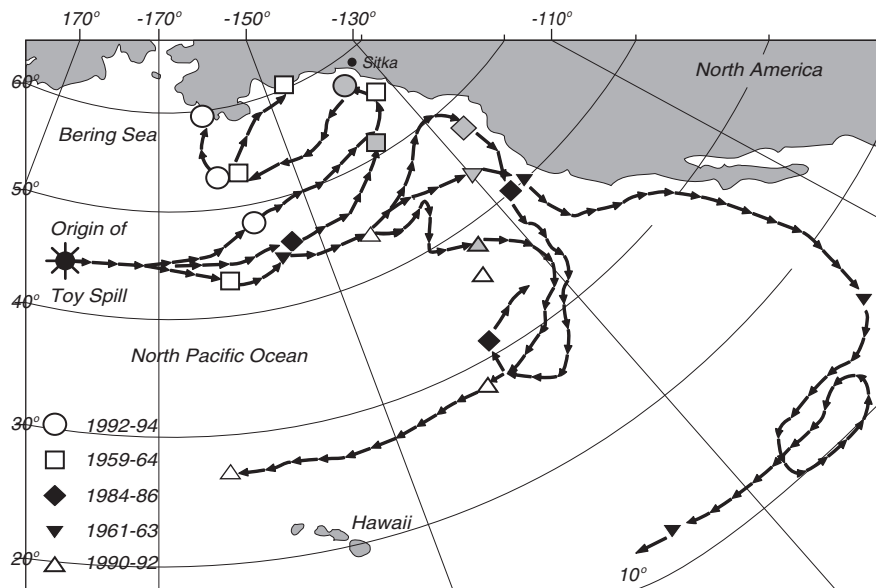 170° -170° -150° -130° -110°
Sitka
North America
60°
Bering Sea
50°
Origin of
Toy Spill
40°
North Pacific Ocean
30°
1992-94
1959-64
1984-86
1961-63
1990-92
Hawaii
20°
10°